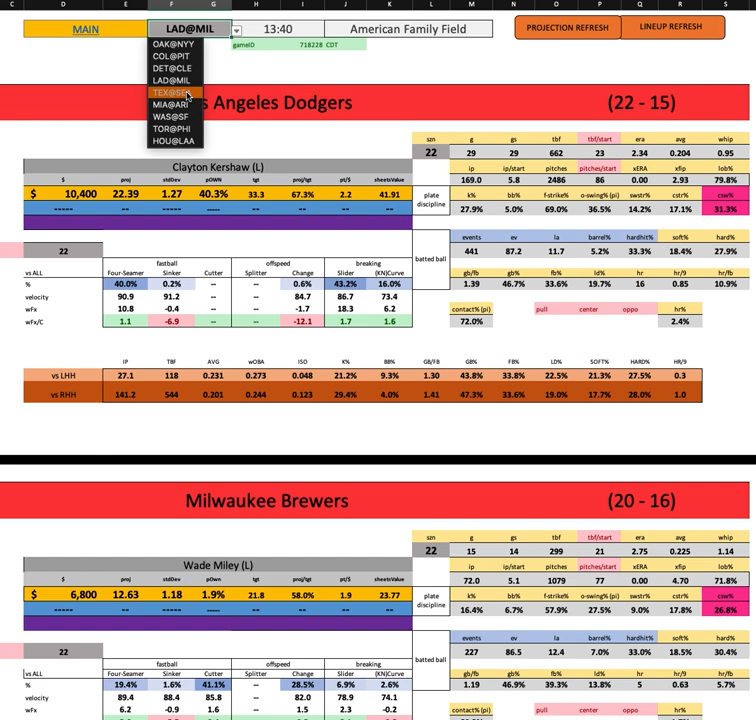 C D E F G H I J K L M N O P Q R S
MAIN LAD@MIL 13:40 American Family Field PROJECTION REFRESH LINEUP REFRESH
OAK@NYY gameID 718228 CDT
COL@PIT
DET@CLE
LAD@MIL
MIA@ARI
WAS@SF
TOR@PHI
HOU@LAA
Angeles Dodgers (22 - 15)
szn g gs tbf tbf/start era avg whip
22 29 29 662 23 2.34 0.204 0.95
Clayton Kershaw (L) ip ip/start pitches pitches/start xERA xfip lob%
$ proj stdDev pOWN tgt proj/tgt pt/$ sheetsValue 169.0 5.8 2486 86 0.00 2.93 79.8%
$ 10,400 22.39 1.27 40.3% 33.3 67.3% 2.2 41.91 plate discipline k% bb% f-strike% o-swing% (pi) swstr% cstr% csw%
----- -- -- ---- -- -- -- -- 27.9% 5.0% 69.0% 36.5% 14.2% 17.1% 31.3%
events ev la barrel% hardhit% soft% hard%
22 batted ball 441 87.2 11.7 5.2% 33.3% 18.4% 27.9%
fastball offspeed breaking
vs ALL Four-Seamer Sinker Cutter Splitter Change Slider (KN)Curve gb/fb gb% fb% ld% hr hr/9 hr/fb
% 40.0% 0.2% -- -- 0.6% 43.2% 16.0% 1.39 46.7% 33.6% 19.7% 16 0.85 10.9%
velocity 90.9 91.2 -- -- 84.7 86.7 73.4
wFx 10.8 -0.4 -- -- -1.7 18.3 6.2 contact% (pi) pull center oppo hr%
wFx/C 1.1 -6.9 -- -- -12.1 1.7 1.6 72.0% 2.4%
IP TBF AVG wOBA ISO K% BB% GB/FB GB% FB% LD% SOFT% HARD% HR/9
vs LHH 27.1 118 0.231 0.273 0.048 21.2% 9.3% 1.30 43.8% 33.8% 22.5% 21.3% 27.5% 0.3
vs RHH 141.2 544 0.201 0.244 0.123 29.4% 4.0% 1.41 47.3% 33.6% 19.0% 17.7% 28.0% 1.0
Milwaukee Brewers (20 - 16)
szn g gs tbf tbf/start era avg whip
22 15 14 299 21 2.75 0.225 1.14
Wade Miley (L) ip ip/start pitches pitches/start xERA xfip lob%
$ proj stdDev pOwn tgt proj/tgt pt/$ sheetsValue 72.0 5.1 1079 77 0.00 4.70 71.8%
$ 6,800 12.63 1.18 1.9% 21.8 58.0% 1.9 23.77 plate discipline k% bb% f-strike% o-swing% (pi) swstr% cstr% csw%
----- -- -- ---- -- -- -- -- 16.4% 6.7% 57.9% 27.5% 9.0% 17.8% 26.8%
events ev la barrel% hardhit% soft% hard%
22 batted ball 227 86.5 12.4 7.0% 33.0% 18.5% 30.4%
fastball offspeed breaking
vs ALL Four-Seamer Sinker Cutter Splitter Change Slider (KN)Curve gb/fb gb% fb% ld% hr hr/9 hr/fb
% 19.4% 1.6% 41.1% -- 28.5% 6.9% 2.6% 1.19 46.9% 39.3% 13.8% 5 0.63 5.7%
velocity 89.4 88.4 85.8 -- 82.0 78.9 74.1
wFx 6.2 -0.9 1.6 -- 1.5 2.3 -0.2 contact% (pi) pull center oppo hr%